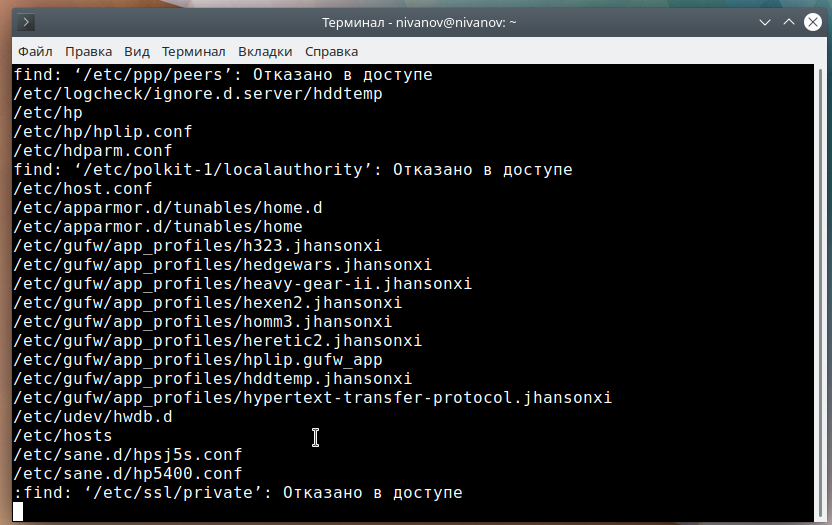 Терминал - nivanov@nivanov: ~
Файл Правка Вид Терминал Вкладки Справка
find: ‘/etc/ppp/peers’: Отказано в доступе
/etc/logcheck/ignore.d.server/hddtemp
/etc/hp
/etc/hp/hplip.conf
/etc/hdparm.conf
find: ‘/etc/polkit-1/localauthority’: Отказано в доступе
/etc/host.conf
/etc/apparmor.d/tunables/home.d
/etc/apparmor.d/tunables/home
/etc/gufw/app_profiles/h323.jhansonxi
/etc/gufw/app_profiles/hedgewars.jhansonxi
/etc/gufw/app_profiles/heavy-gear-ii.jhansonxi
/etc/gufw/app_profiles/hexen2.jhansonxi
/etc/gufw/app_profiles/homm3.jhansonxi
/etc/gufw/app_profiles/heretic2.jhansonxi
/etc/gufw/app_profiles/hplip.gufw_app
/etc/gufw/app_profiles/hddtemp.jhansonxi
/etc/gufw/app_profiles/hypertext-transfer-protocol.jhansonxi
/etc/udev/hwdb.d
/etc/hosts
/etc/sane.d/hpsj5s.conf
/etc/sane.d/hp5400.conf
:find: ‘/etc/ssl/private’: Отказано в доступе